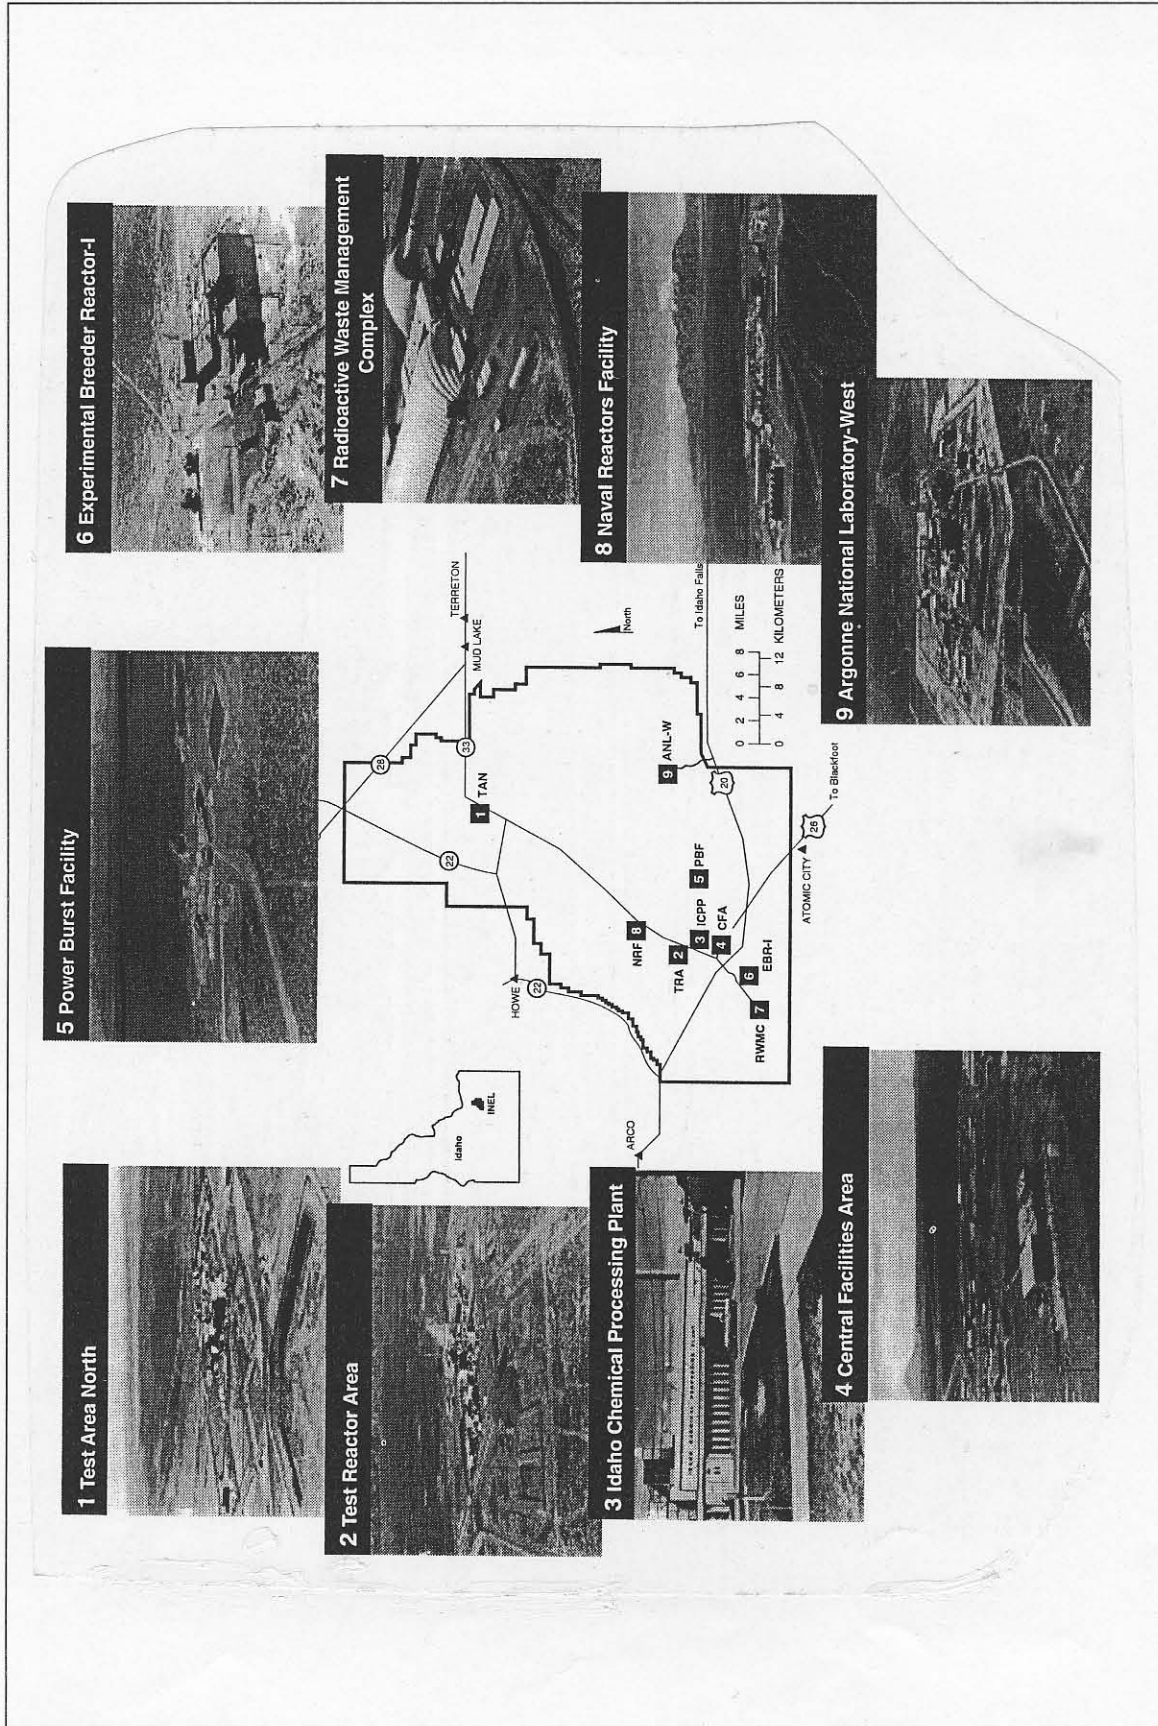 1 Test Area North
2 Test Reactor Area
3 Idaho Chemical Processing Plant
4 Central Facilities Area
5 Power Burst Facility
6 Experimental Breeder Reactor-I
7 Radioactive Waste Management
Complex
8 Naval Reactors Facility
9 Argonne National Laboratory-West
Idaho
INEL
28
MUD LAKE
TERRETON
33
22
1 TAN
HOWE
22
North
NRF 8
TRA 2
3 ICPP
5 PBF
4 CFA
9 ANL-W
To Idaho Falls
ARCO
6 EBR-I
RWMC 7
20
ATOMIC CITY
26
To Blackfoot
0 2 4 6 8 MILES
0 4 8 12 KILOMETERS